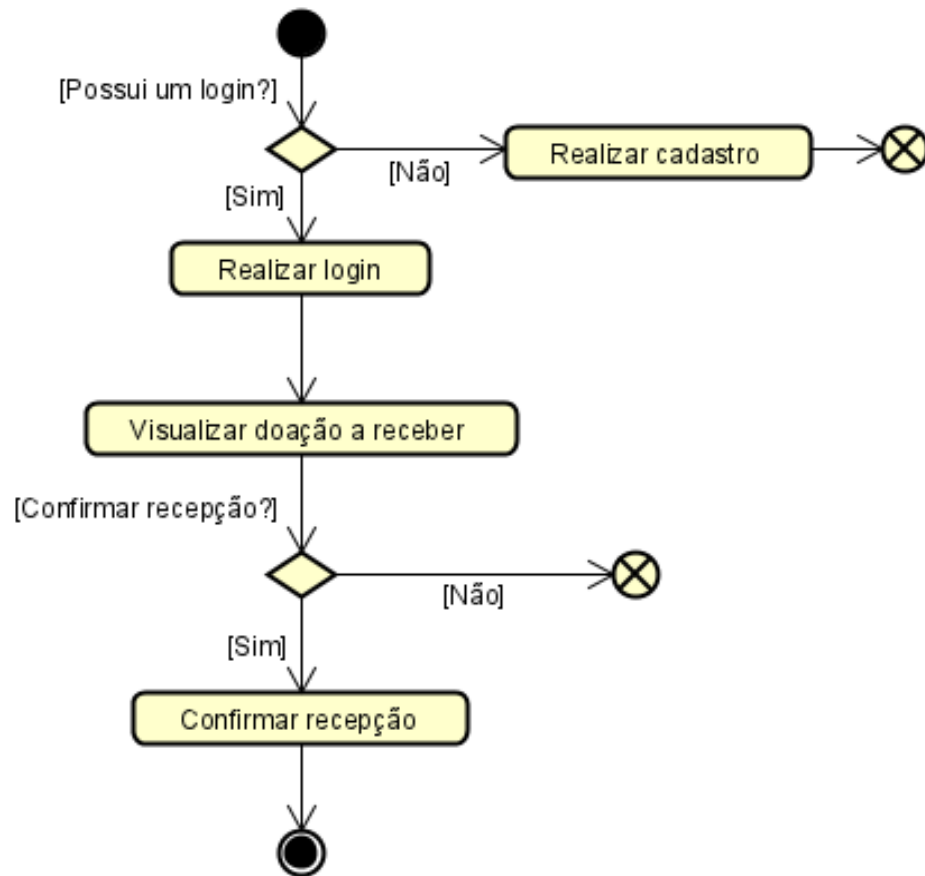 [Possui um login?]
[Não]
Realizar cadastro
[Sim]
Realizar login
Visualizar doação a receber
[Confirmar recepção?]
[Não]
[Sim]
Confirmar recepção